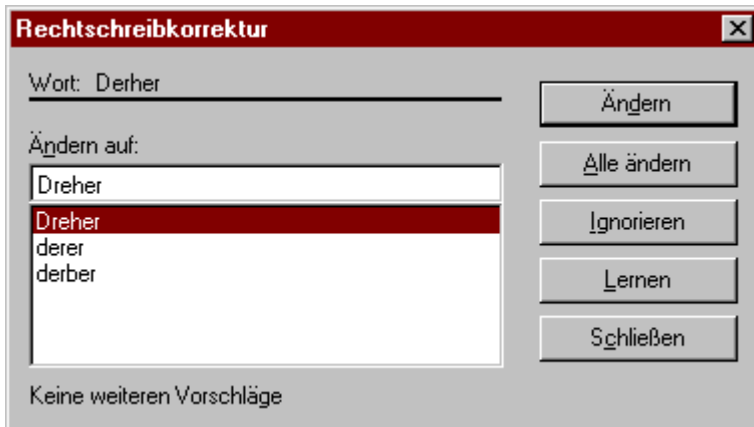 Rechtschreibkorrektur
Wort: Derher
Ändern auf:
Dreher
Dreher
derer
derber
Keine weiteren Vorschläge
Ändern
Alle ändern
Ignorieren
Lernen
Schließen